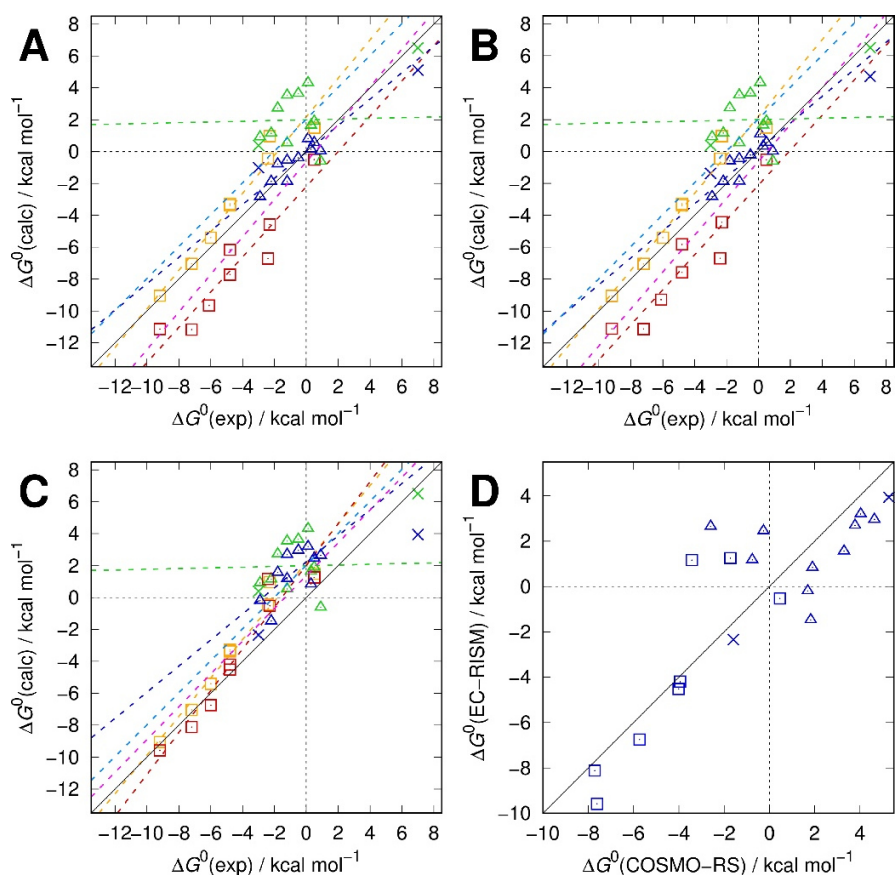 A
8
6
4
2
0
−2
−4
−6
−8
−10
−12
ΔG⁰(calc) / kcal mol⁻¹
−12 −10 −8 −6 −4 −2 0 2 4 6 8
ΔG⁰(exp) / kcal mol⁻¹
B
8
6
4
2
0
−2
−4
−6
−8
−10
−12
ΔG⁰(calc) / kcal mol⁻¹
−12 −10 −8 −6 −4 −2 0 2 4 6 8
ΔG⁰(exp) / kcal mol⁻¹
C
8
6
4
2
0
−2
−4
−6
−8
−10
−12
ΔG⁰(calc) / kcal mol⁻¹
−12 −10 −8 −6 −4 −2 0 2 4 6 8
ΔG⁰(exp) / kcal mol⁻¹
D
4
2
0
−2
−4
−6
−8
−10
ΔG⁰(EC−RISM) / kcal mol⁻¹
−10 −8 −6 −4 −2 0 2 4
ΔG⁰(COSMO−RS) / kcal mol⁻¹